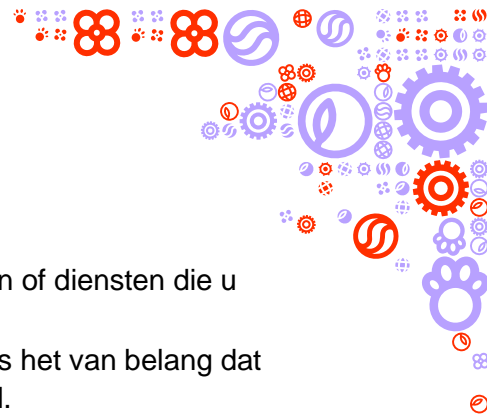 n of diensten die u
s het van belang dat
l.